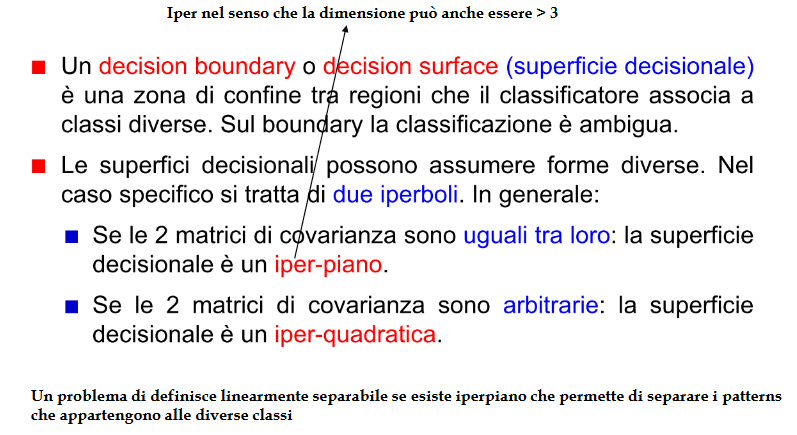 Iper nel senso che la dimensione può anche essere > 3
Un decision boundary o decision surface (superficie decisionale)
è una zona di confine tra regioni che il classificatore associa a
classi diverse. Sul boundary la classificazione è ambigua.
Le superfici decisionali possono assumere forme diverse. Nel
caso specifico si tratta di due iperboli. In generale:
Se le 2 matrici di covarianza sono uguali tra loro: la superficie
decisionale è un iper-piano.
Se le 2 matrici di covarianza sono arbitrarie: la superficie
decisionale è un iper-quadratica.
Un problema di definisce linearmente separabile se esiste iperpiano che permette di separare i patterns
che appartengono alle diverse classi